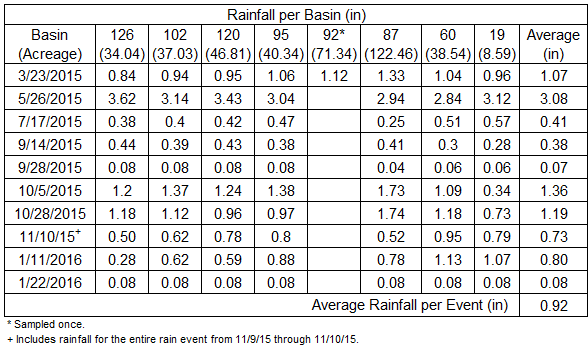 Rainfall per Basin (in)
Basin (Acreage) 126 (34.04) 102 (37.03) 120 (46.81) 95 (40.34) 92* (71.34) 87 (122.46) 60 (38.54) 19 (8.59) Average (in)
3/23/2015 0.84 0.94 0.95 1.06 1.12 1.33 1.04 0.96 1.07
5/26/2015 3.62 3.14 3.43 3.04 2.94 2.84 3.12 3.08
7/17/2015 0.38 0.4 0.42 0.47 0.25 0.51 0.57 0.41
9/14/2015 0.44 0.39 0.43 0.38 0.41 0.3 0.28 0.38
9/28/2015 0.08 0.08 0.08 0.08 0.04 0.06 0.06 0.07
10/5/2015 1.2 1.37 1.24 1.38 1.73 1.09 0.34 1.36
10/28/2015 1.18 1.12 0.96 0.97 1.74 1.18 0.73 1.19
11/10/15+ 0.50 0.62 0.78 0.8 0.52 0.95 0.79 0.73
1/11/2016 0.28 0.62 0.59 0.88 0.78 1.13 1.07 0.80
1/22/2016 0.08 0.08 0.08 0.08 0.08 0.08 0.08 0.08
Average Rainfall per Event (in) 0.92
* Sampled once.
+ Includes rainfall for the entire rain event from 11/9/15 through 11/10/15.